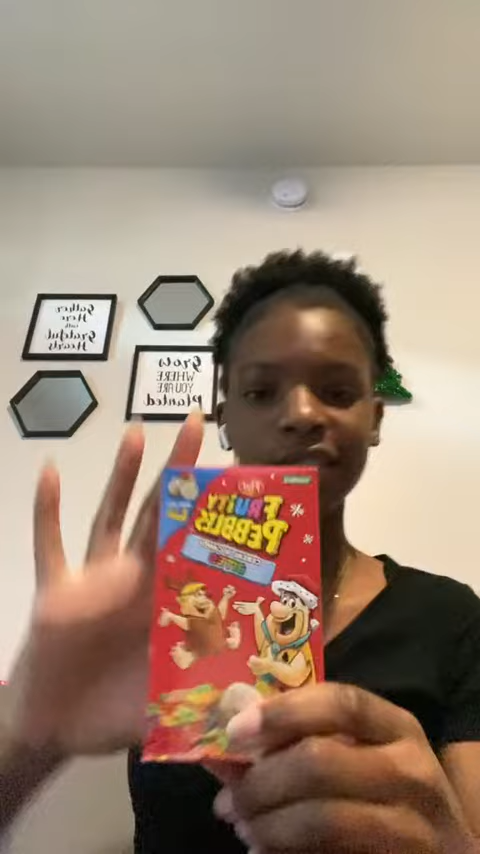 Gather
Here
with
Grateful
Hearts
Grow
WHERE
YOU ARE
Planted
Post
FRUITY
PEBBLES